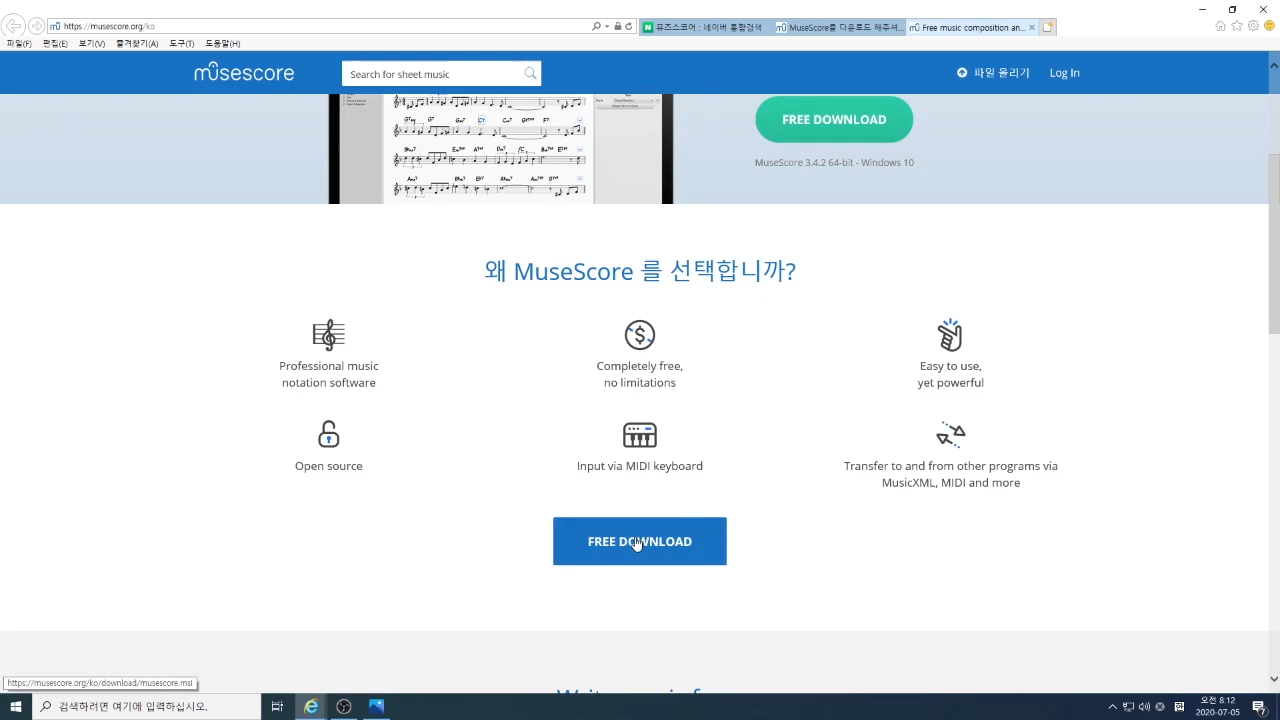 https://musescore.org/ko
뮤즈스코어 : 네이버 통합검색
MuseScore를 다운로드 해주셔...
Free music composition an...
파일(F) 편집(E) 보기(V) 즐겨찾기(A) 도구(T) 도움말(H)
musescore
Search for sheet music
파일 올리기
Log In
FREE DOWNLOAD
MuseScore 3.4.2 64-bit - Windows 10
왜 MuseScore 를 선택합니까?
Professional music
notation software
Completely free,
no limitations
Easy to use,
yet powerful
Open source
Input via MIDI keyboard
Transfer to and from other programs via
MusicXML, MIDI and more
FREE DOWNLOAD
https://musescore.org/ko/download/musescore.msi
검색하려면 여기에 입력하십시오.
오전 8:12
2020-07-05